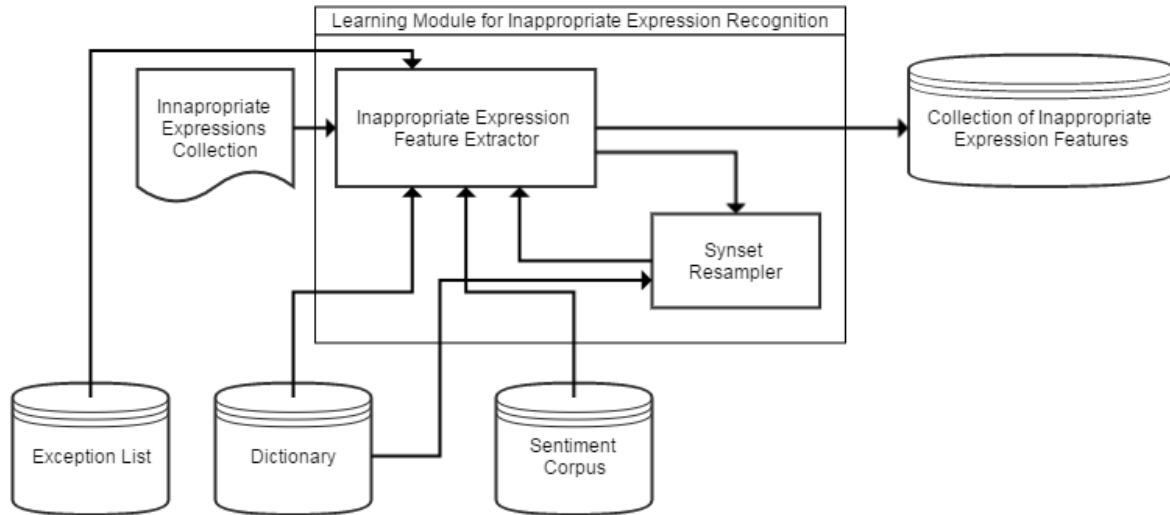 Learning Module for Inappropriate Expression Recognition
Innapropriate
Expressions
Collection
Inappropriate Expression
Feature Extractor
Collection of Inappropriate
Expression Features
Synset
Resampler
Exception List
Dictionary
Sentiment
Corpus